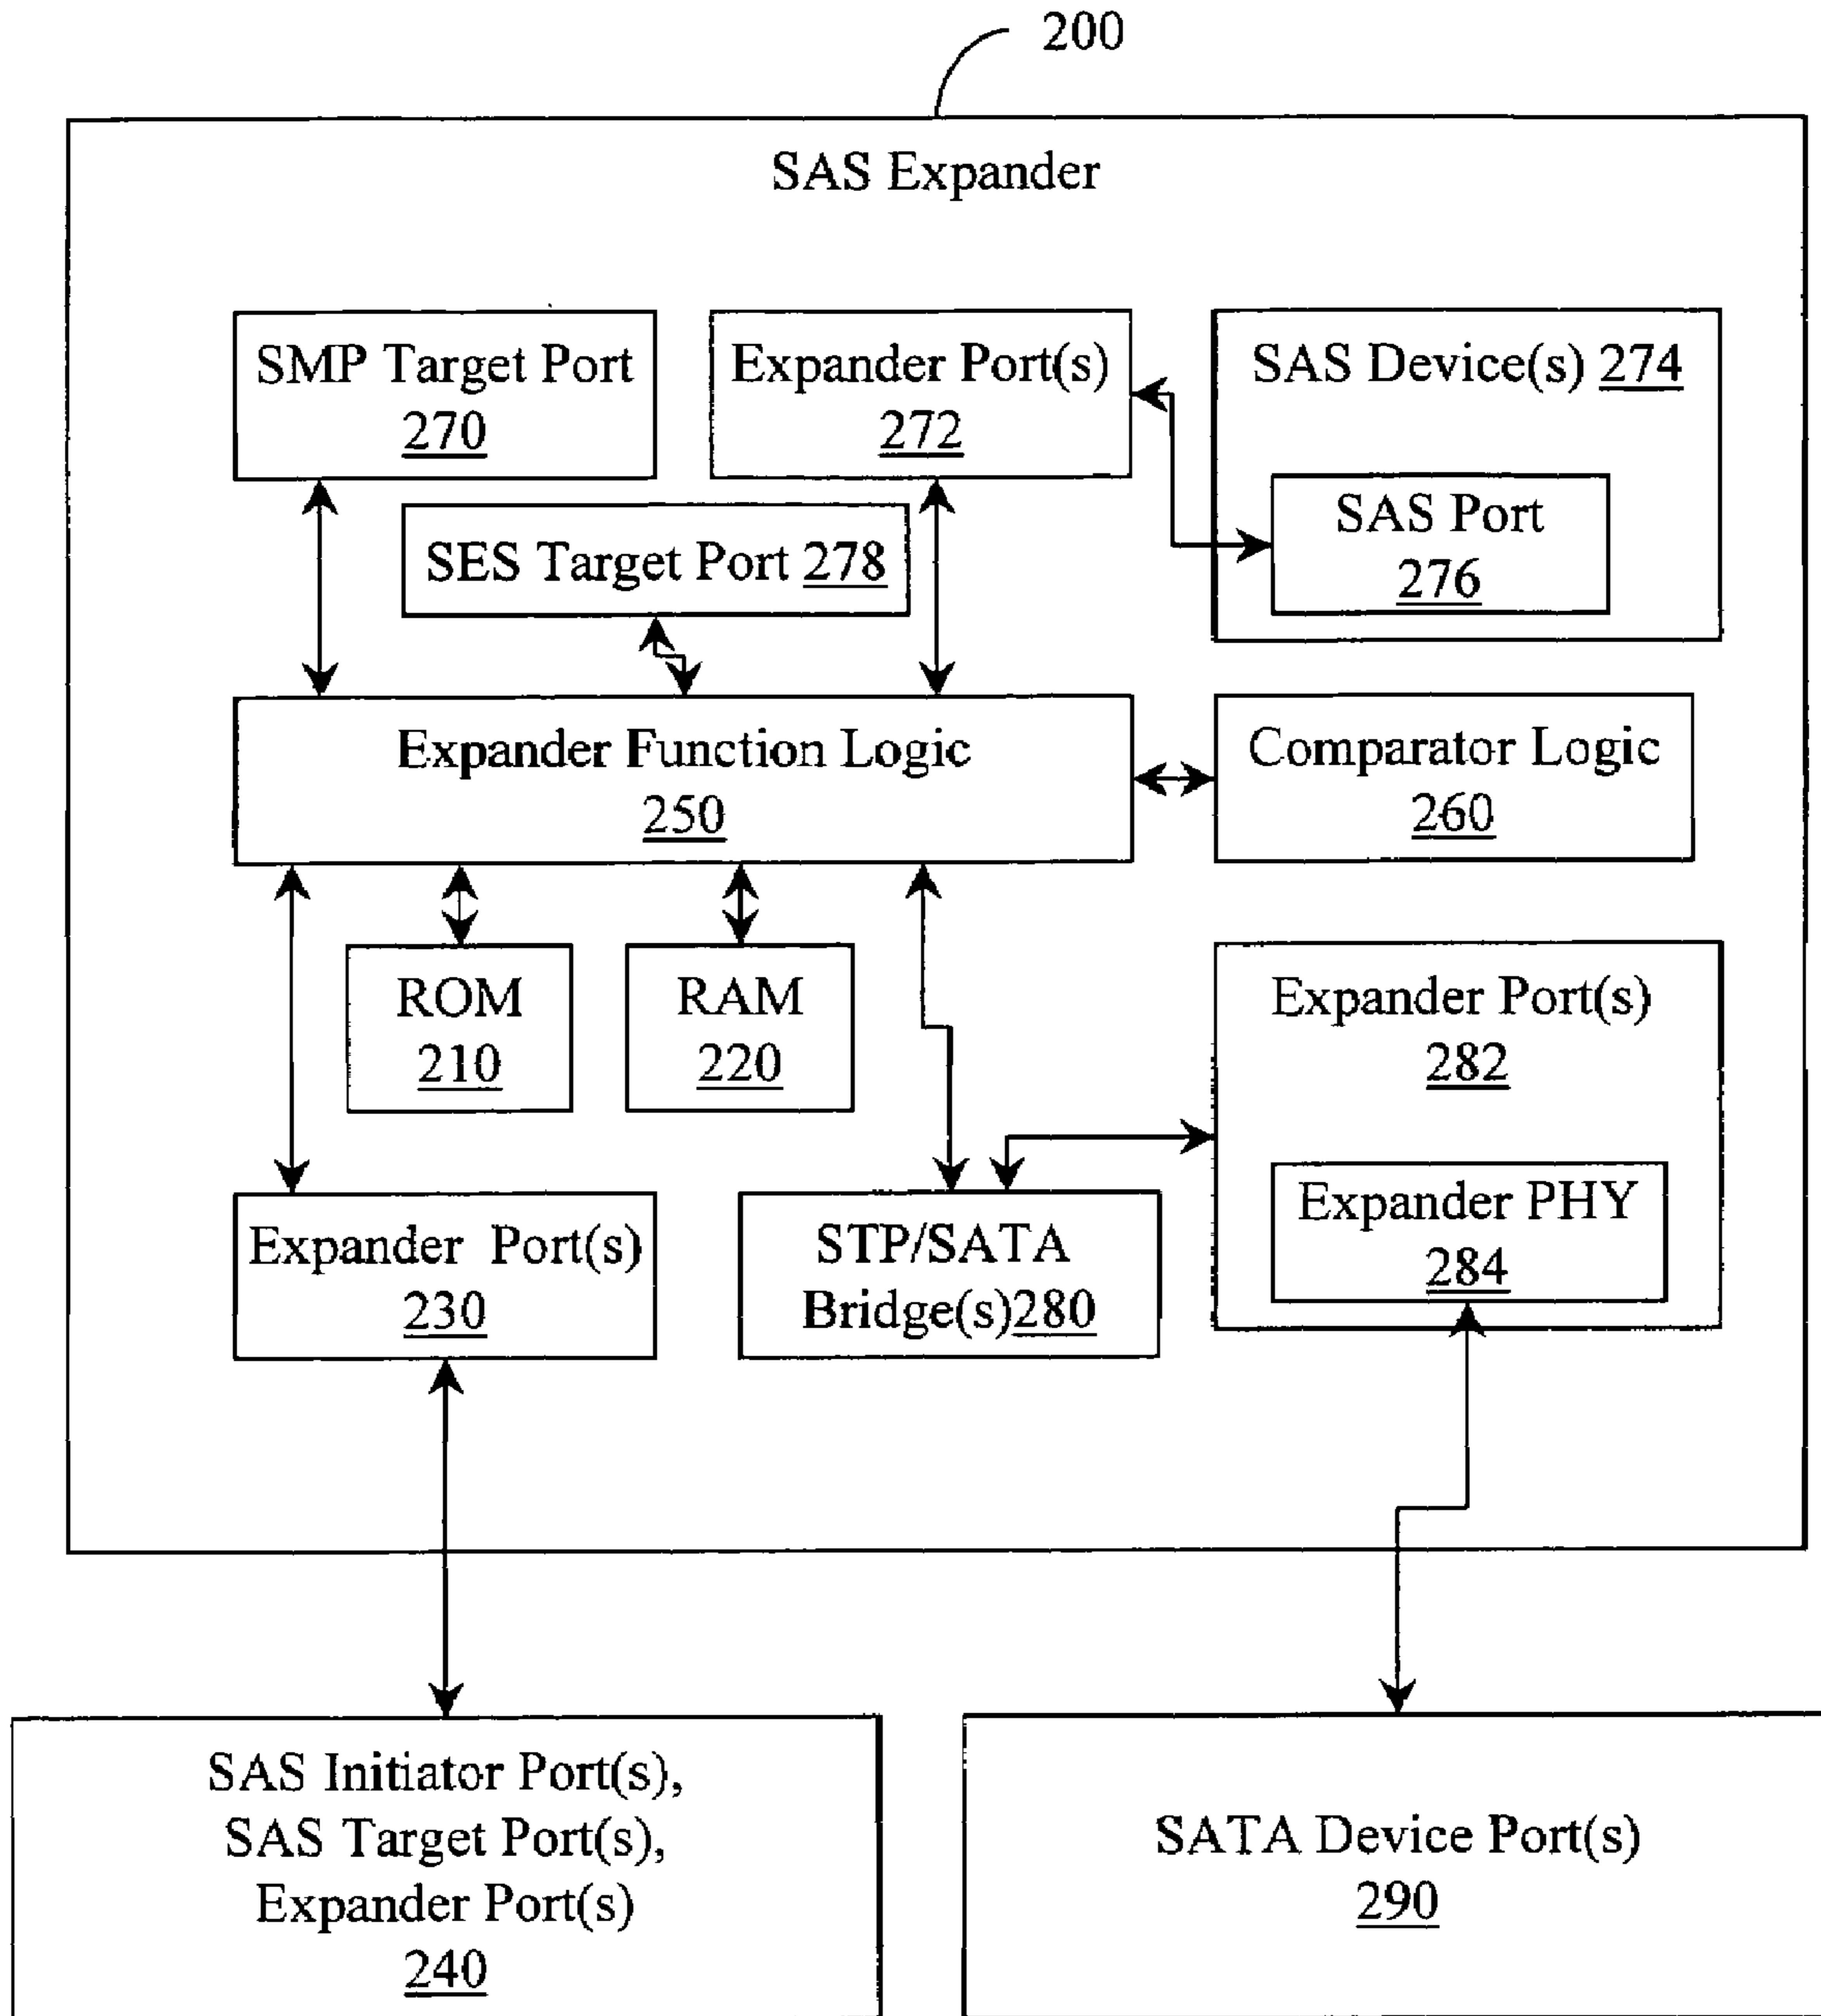 200
SAS Expander
SMP Target Port
270
Expander Port(s)
272
SAS Device(s) 274
SAS Port
276
SES Target Port 278
Expander Function Logic
250
Comparator Logic
260
ROM
210
RAM
220
Expander Port(s)
282
Expander PHY
284
Expander Port(s)
230
STP/SATA
Bridge(s)280
SAS Initiator Port(s),
SAS Target Port(s),
Expander Port(s)
240
SATA Device Port(s)
290